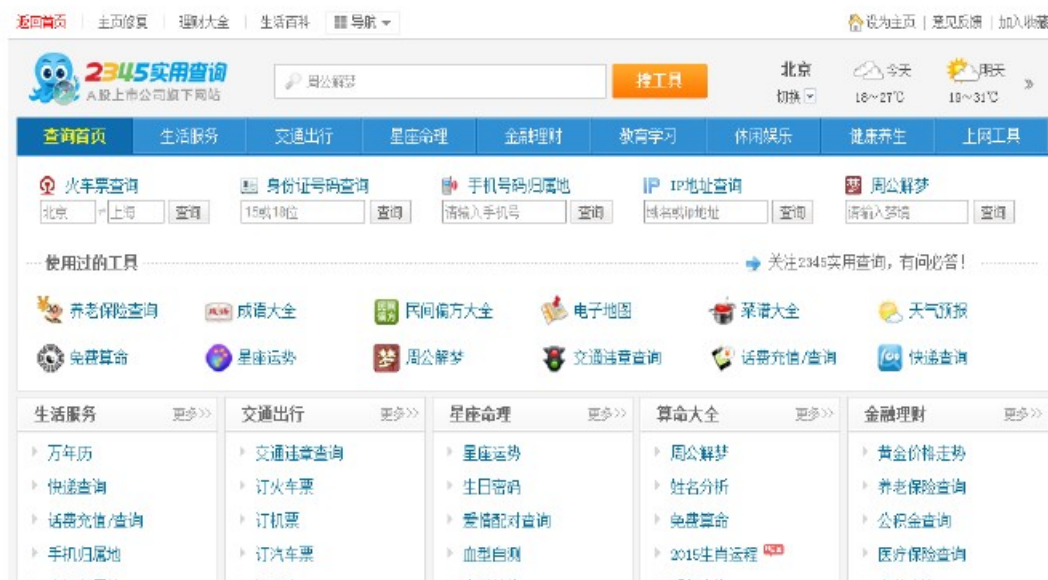 返回首页 主页修复 理财大全 生活百科 导航 设为主页 | 意见反馈 | 加入收藏
2345实用查询
A股上市公司旗下网站
周公解梦 搜工具
北京 今天 明天
切换 18~27℃ 19~31℃
查询首页 生活服务 交通出行 星座命理 金融理财 教育学习 休闲娱乐 健康养生 上网工具
火车票查询 身份证号码查询 手机号码归属地 IP地址查询 周公解梦
北京 上海 查询 15或18位 查询 请输入手机号 查询 域名或ip地址 查询 请输入梦境 查询
使用过的工具 关注2345实用查询，有问必答！
养老保险查询 成语大全 民间偏方大全 电子地图 菜谱大全 天气预报
免费算命 星座运势 周公解梦 交通违章查询 话费充值/查询 快递查询
生活服务 更多>> 交通出行 更多>> 星座命理 更多>> 算命大全 更多>> 金融理财 更多>>
万年历 交通违章查询 星座运势 周公解梦 黄金价格走势
快递查询 订火车票 生日密码 姓名分析 养老保险查询
话费充值/查询 订机票 爱情配对查询 免费算命 公积金查询
手机归属地 订汽车票 血型自测 2015生肖运程 医疗保险查询